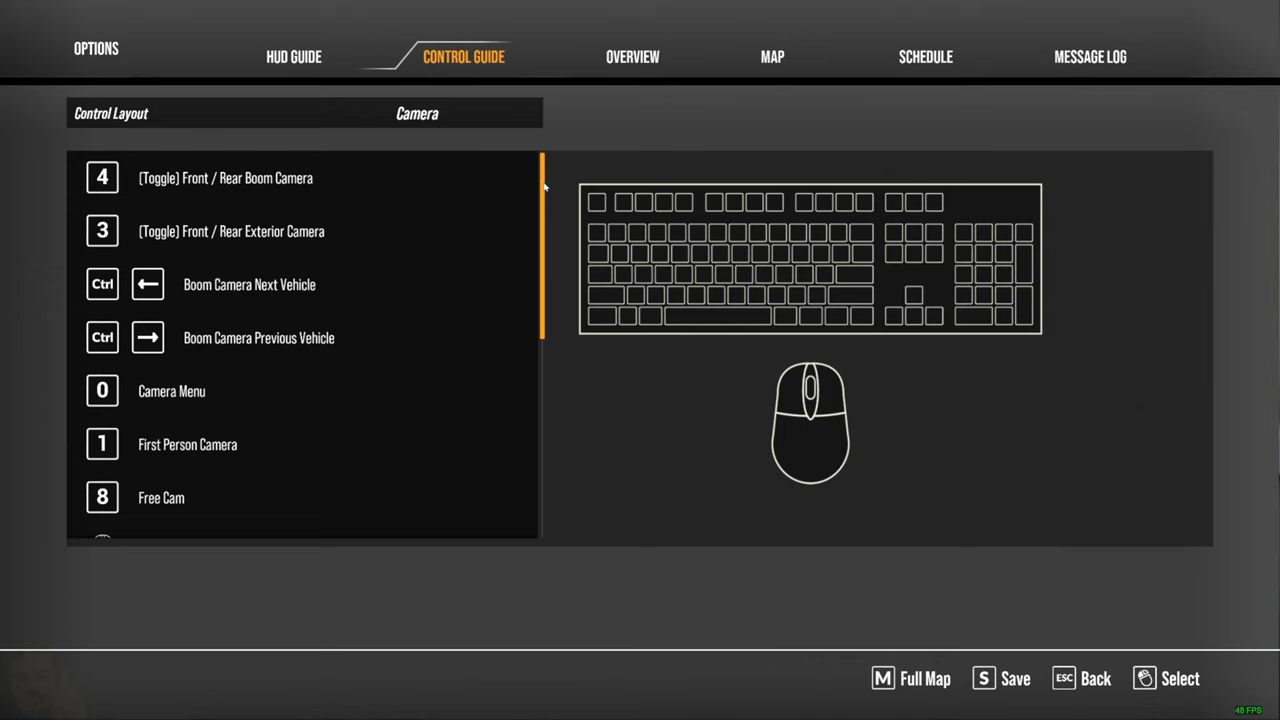 OPTIONS
HUD GUIDE
CONTROL GUIDE
OVERVIEW
MAP
SCHEDULE
MESSAGE LOG
Control Layout Camera
4 (Toggle) Front / Rear Boom Camera
3 (Toggle) Front / Rear Exterior Camera
Ctrl ← Boom Camera Next Vehicle
Ctrl → Boom Camera Previous Vehicle
0 Camera Menu
1 First Person Camera
8 Free Cam
M Full Map S Save ESC Back Select
48 FPS